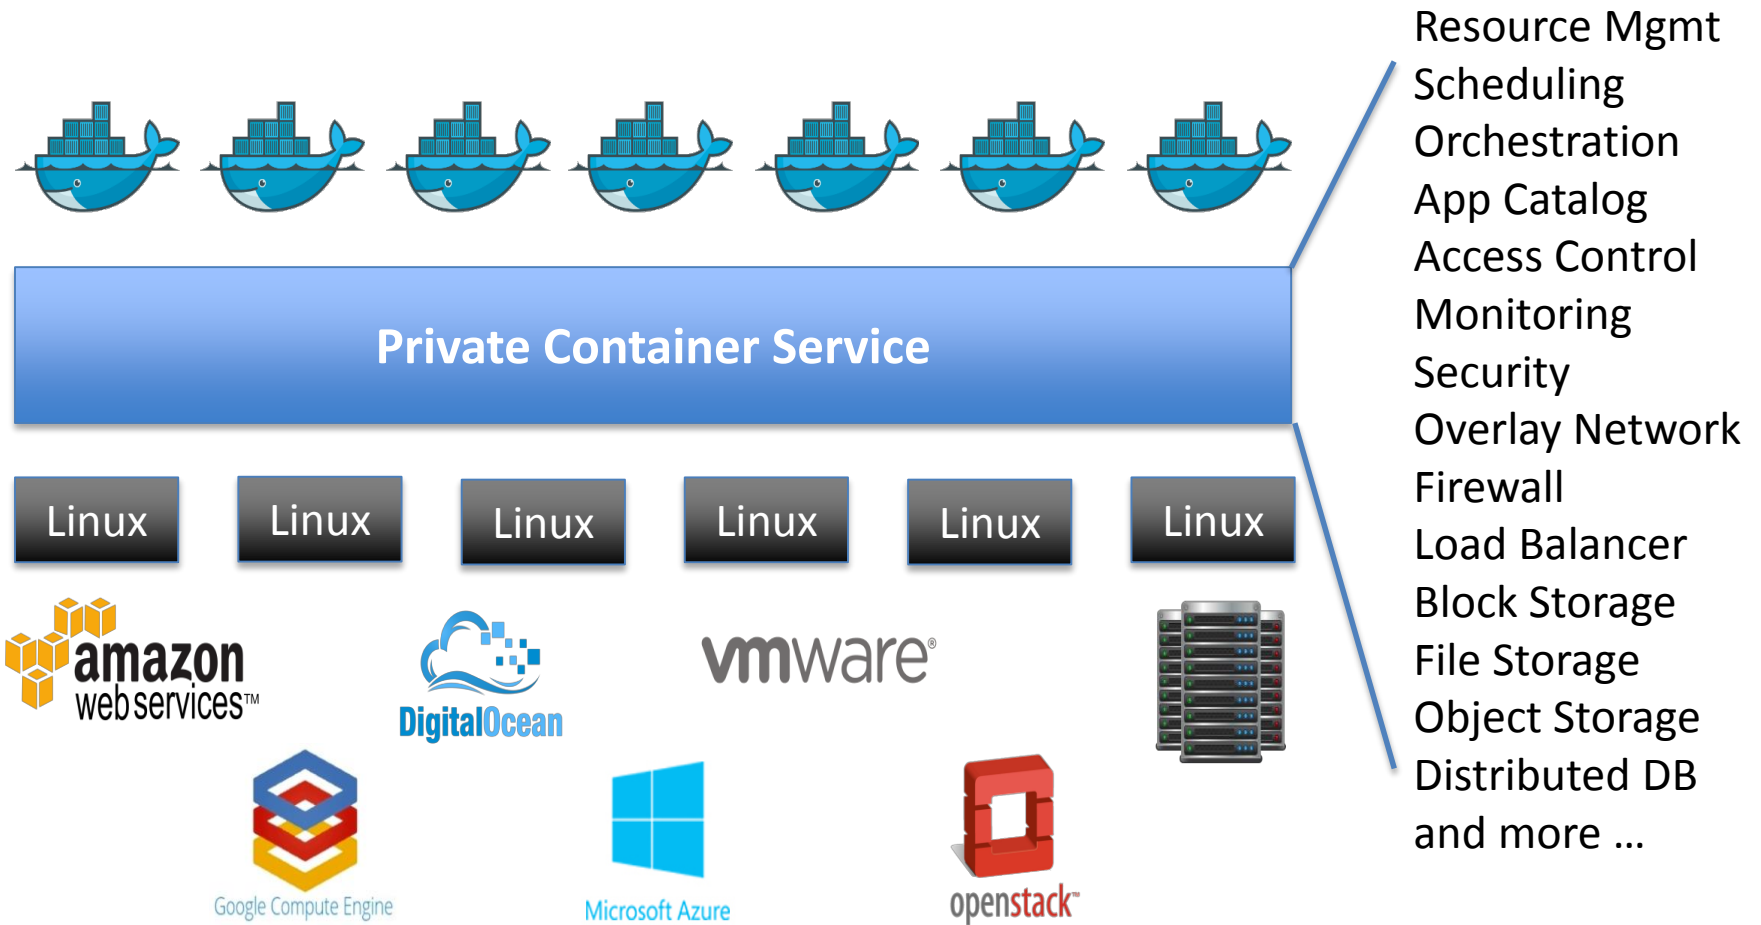 Private Container Service
Linux
Linux
Linux
Linux
Linux
Linux
amazon
web services™
DigitalOcean
vmware®
Google Compute Engine
Microsoft Azure
openstack™
Resource Mgmt
Scheduling
Orchestration
App Catalog
Access Control
Monitoring
Security
Overlay Network
Firewall
Load Balancer
Block Storage
File Storage
Object Storage
Distributed DB
and more ...